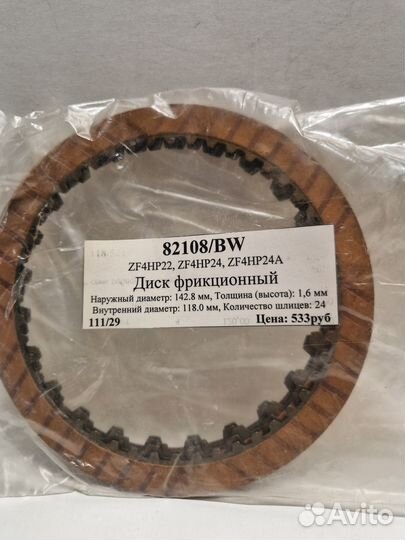 82108/BW
ZF4HP22, ZF4HP24, ZF4HP24A
Диск фрикционный
Наружный диаметр: 142.8 мм, Толщина (высота): 1,6 мм
Внутренний диаметр: 118.0 мм, Количество шлицев: 24
111/29 Цена: 533руб
Avito